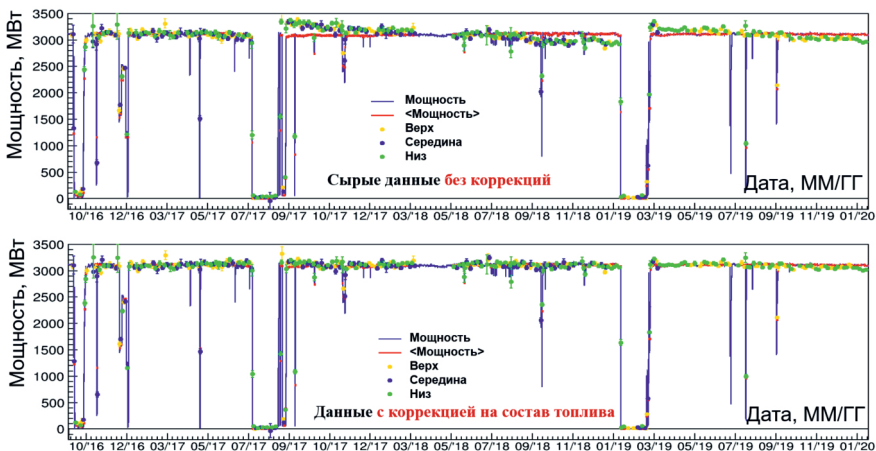 Мощность, МВт
3500
3000
2500
2000
1500
1000
500
0
Мощность
<Мощность>
Верх
Середина
Низ
Сырые данные без коррекций
Дата, ММ/ГГ
10/'16 12/'16 03/'17 05/'17 07/'17 09/'17 10/'17 01/'17 03/'18 05/'18 07/'18 09/'18 11/'18 01/'19 03/'19 05/'19 07/'19 09/'19 11/'19 01/'20
Мощность, МВт
3500
3000
2500
2000
1500
1000
500
0
Мощность
<Мощность>
Верх
Середина
Низ
Данные с коррекцией на состав топлива
Дата, ММ/ГГ
10/'16 12/'16 03/'17 05/'17 07/'17 09/'17 10/'17 12/'17 03/'18 05/'18 07/'18 09/'18 11/'18 01/'19 03/'19 05/'19 07/'19 09/'19 11/'19 01/'20